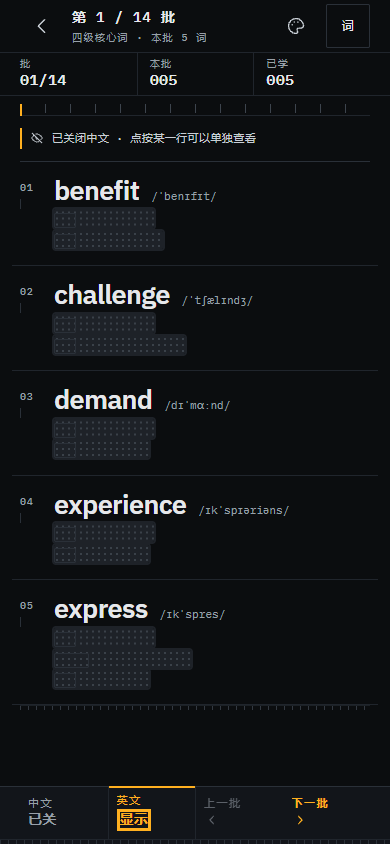 第 1 / 14 批
四级核心词 · 本批 5 词
词
批 本批 已学
01/14 005 005
已关闭中文 · 点按某一行可以单独查看
01 benefit /ˈbenɪfɪt/
02 challenge /ˈtʃælɪndʒ/
03 demand /dɪˈmɑːnd/
04 experience /ɪkˈspɪəriəns/
05 express /ɪkˈspres/
中文 英文 上一批 下一批
已关 显示